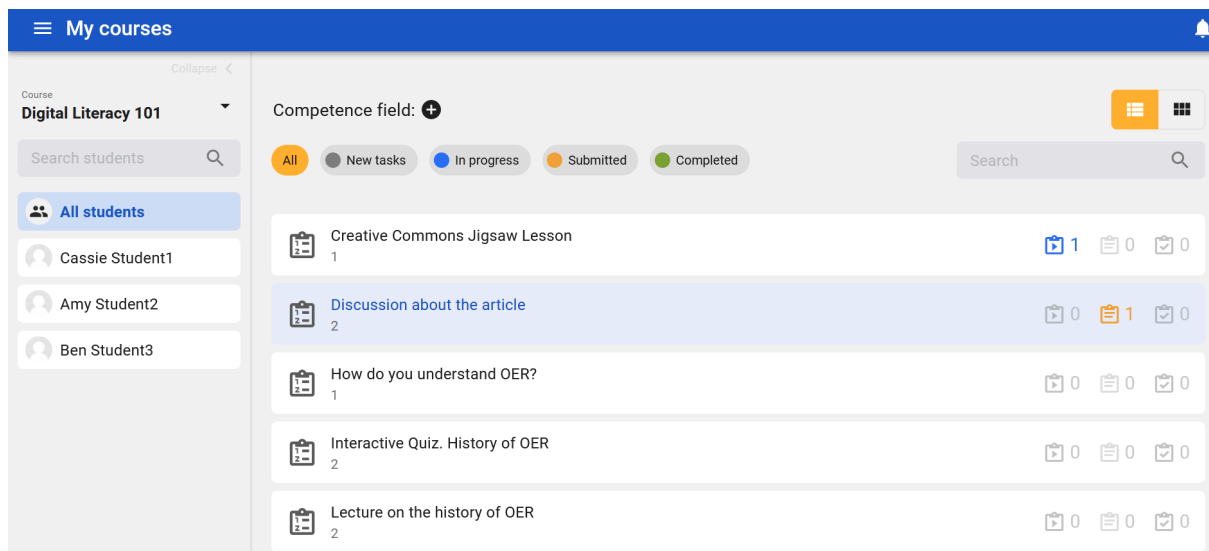 My courses
Collapse
Course
Digital Literacy 101
Search students
All students
Cassie Student1
Amy Student2
Ben Student3
Competence field:
All New tasks In progress Submitted Completed
Search
Creative Commons Jigsaw Lesson
1
1 0 0
Discussion about the article
2
0 1 0
How do you understand OER?
1
0 0 0
Interactive Quiz. History of OER
2
0 0 0
Lecture on the history of OER
2
0 0 0